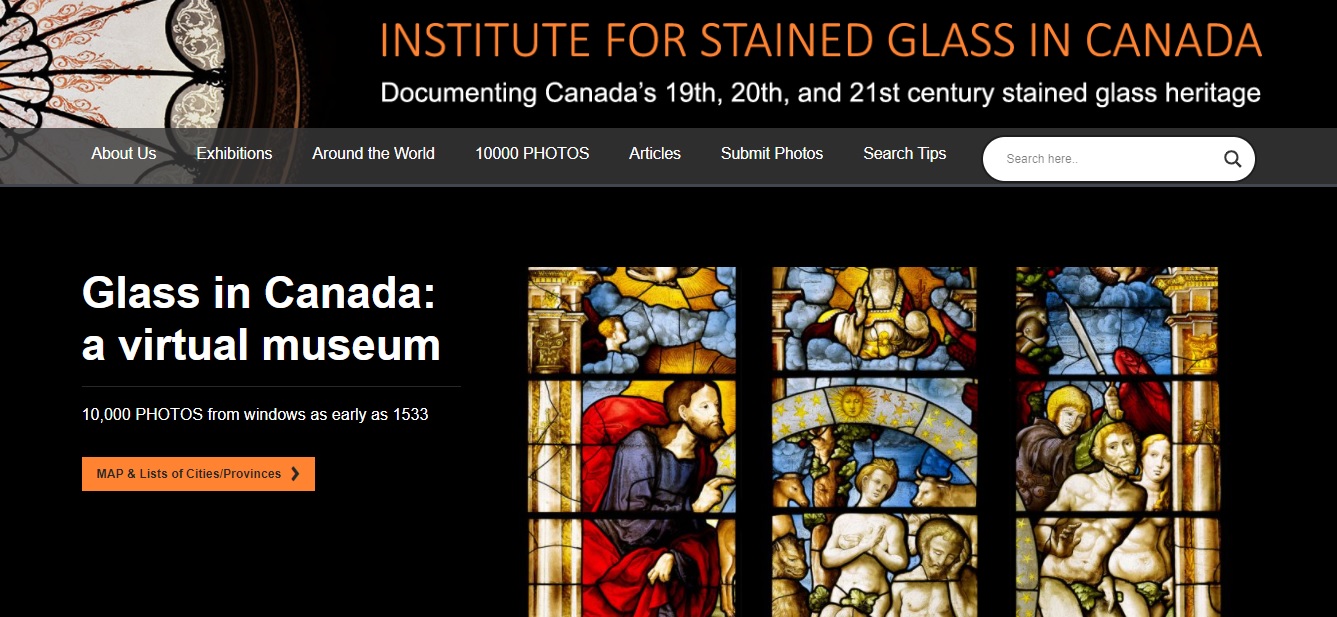 INSTITUTE FOR STAINED GLASS IN CANADA
Documenting Canada's 19th, 20th, and 21st century stained glass heritage
About Us Exhibitions Around the World 10000 PHOTOS Articles Submit Photos Search Tips Search here..
Glass in Canada:
a virtual museum
10,000 PHOTOS from windows as early as 1533
MAP & Lists of Cities/Provinces ❯